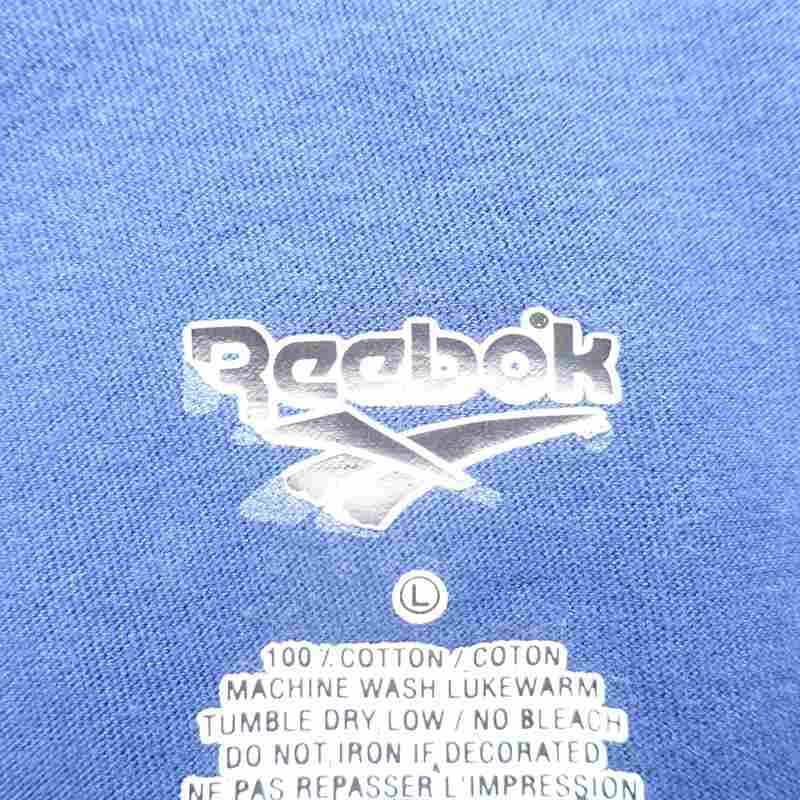 Reebok®
L
100% COTTON / COTON
MACHINE WASH LUKEWARM
TUMBLE DRY LOW / NO BLEACH
DO NOT IRON IF DECORATED
NE PAS REPASSER L'IMPRESSION